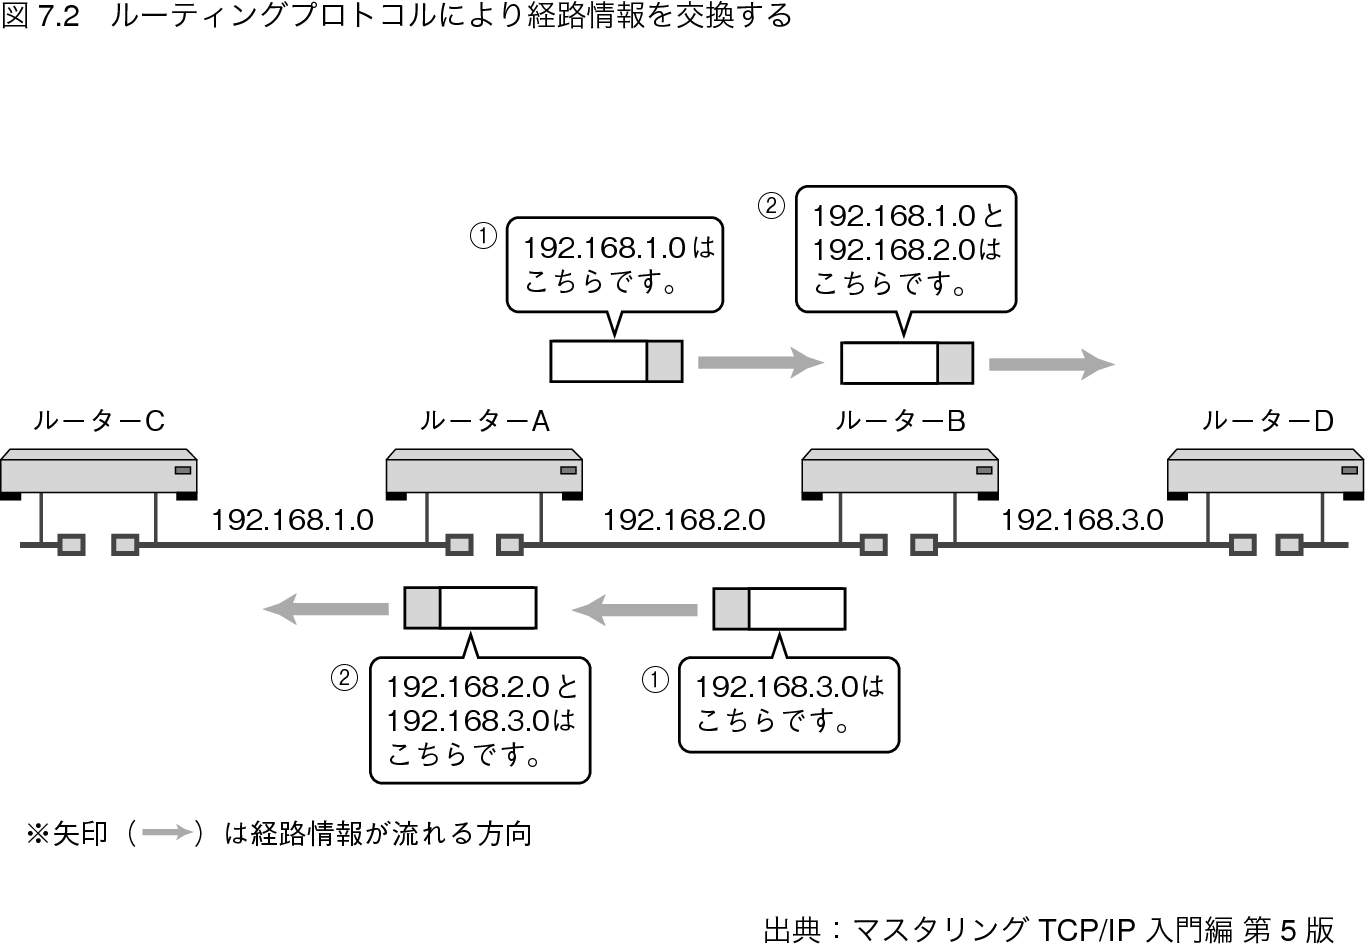 図 7.2　ルーティングプロトコルにより経路情報を交換する
①
192.168.1.0 は
こちらです。
②
192.168.1.0 と
192.168.2.0は
こちらです。
ルーターC
ルーターA
ルーターB
ルーターD
192.168.1.0
192.168.2.0
192.168.3.0
②
192.168.2.0 と
192.168.3.0は
こちらです。
①
192.168.3.0は
こちらです。
※矢印（→）は経路情報が流れる方向
出典：マスタリング TCP/IP 入門編 第 5 版